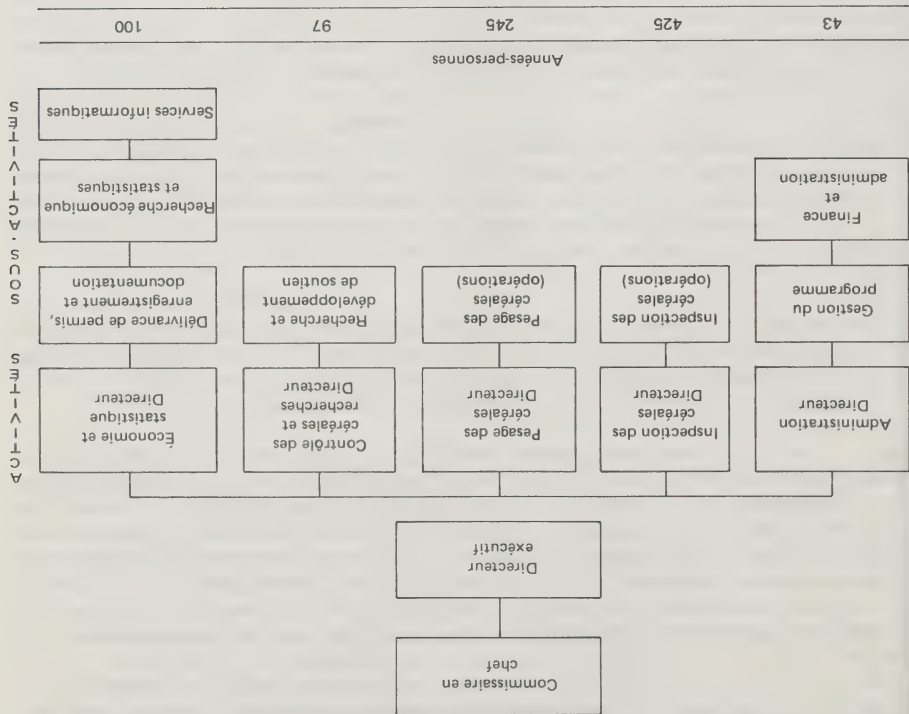 Commissaire en
chef
Directeur
exécutif
Administration
Directeur
Inspection des
céréales
Directeur
Pesage des
céréales
Directeur
Contrôle des
céréales et
recherches
Directeur
Économie et
statistique
Directeur
ACTIVITÉS
Gestion du
programme
Inspection des
céréales
(opérations)
Pesage des
céréales
(opérations)
Recherche et
développement
de soutien
Délivrance de permis,
enregistrement et
documentation
Finance
et
administration
Recherche économique
et statistiques
Services informatiques
SOUS-ACTIVITÉS
Années-personnes
43 425 245 97 100